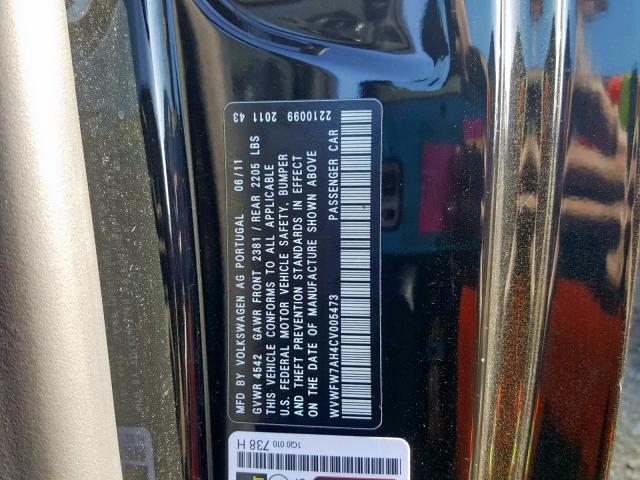 MFD BY VOLKSWAGEN AG PORTUGAL 06/11
GVWR 4542 GAWR FRONT 2381 / REAR 2205 LBS
THIS VEHICLE CONFORMS TO ALL APPLICABLE
U.S. FEDERAL MOTOR VEHICLE SAFETY, BUMPER
AND THEFT PREVENTION STANDARDS IN EFFECT
ON THE DATE OF MANUFACTURE SHOWN ABOVE
WVWFW7AH4CV005473 PASSENGER CAR
2210099 2011 43
1Q0 010 738 H